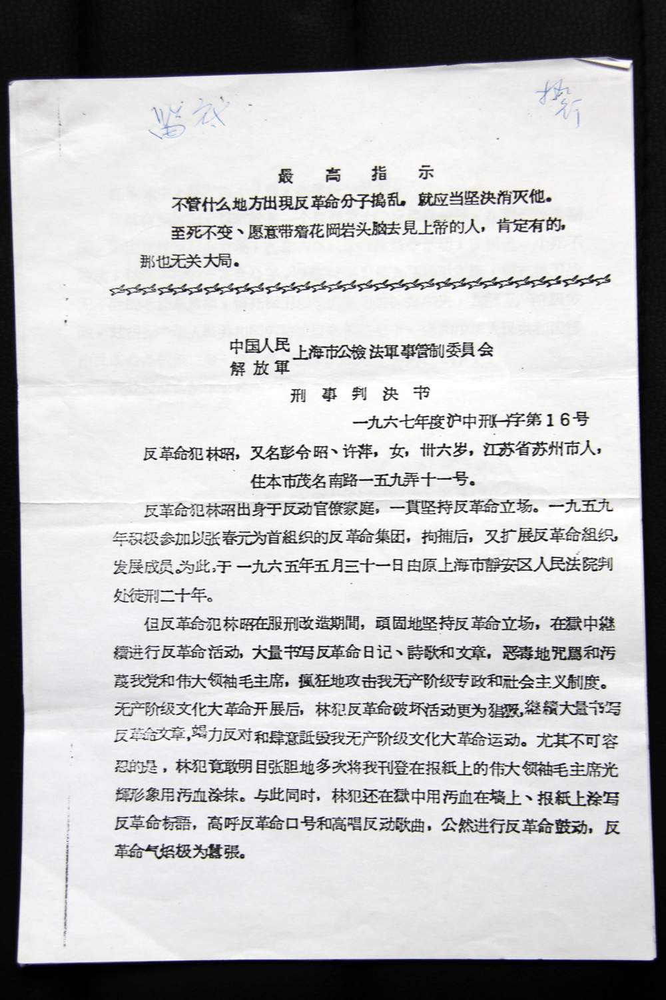 最高指示
不管什么地方出現反革命分子搗乱，就应当坚决消灭他。
至死不变、愿意带着花岡岩头脑去見上帝的人，肯定有的，
那也无关大局。
中国人民
解放軍
上海市公檢法軍事管制委員会
刑事判决书
一九六七年度沪中刑(一)字第16号
反革命犯林昭，又名彭令昭、许萍，女，卅六岁，江苏省苏州市人，
住本市茂名南路一五九弄十一号。
反革命犯林昭出身于反动官僚家庭，一貫坚持反革命立场。一九五九
年积极参加以张春元为首組织的反革命集团，拘捕后，又扩展反革命組织，
发展成员。为此，于一九六五年五月三十一日由原上海市靜安区人民法院判
处徒刑二十年。
但反革命犯林昭在服刑改造期間，頑固地坚持反革命立场，在獄中継
續进行反革命活动，大量书写反革命日记、詩歌和文章，恶毒地咒罵和污
蔑我党和伟大领袖毛主席，瘋狂地攻击我无产阶级专政和社会主义制度。
无产阶级文化大革命开展后，林犯反革命破坏活动更为猖獗，継續大量书写
反革命文章，竭力反对和肆意詆毁我无产阶级文化大革命运动。尤其不可容
忍的是，林犯竟敢明目张胆地多次将我刊登在报紙上的伟大领袖毛主席光
輝形象用污血涂抹。与此同时，林犯还在獄中用污血在墙上、报紙上涂写
反革命标語，高呼反革命口号和高唱反动歌曲，公然进行反革命鼓动，反
革命气焰极为囂張。